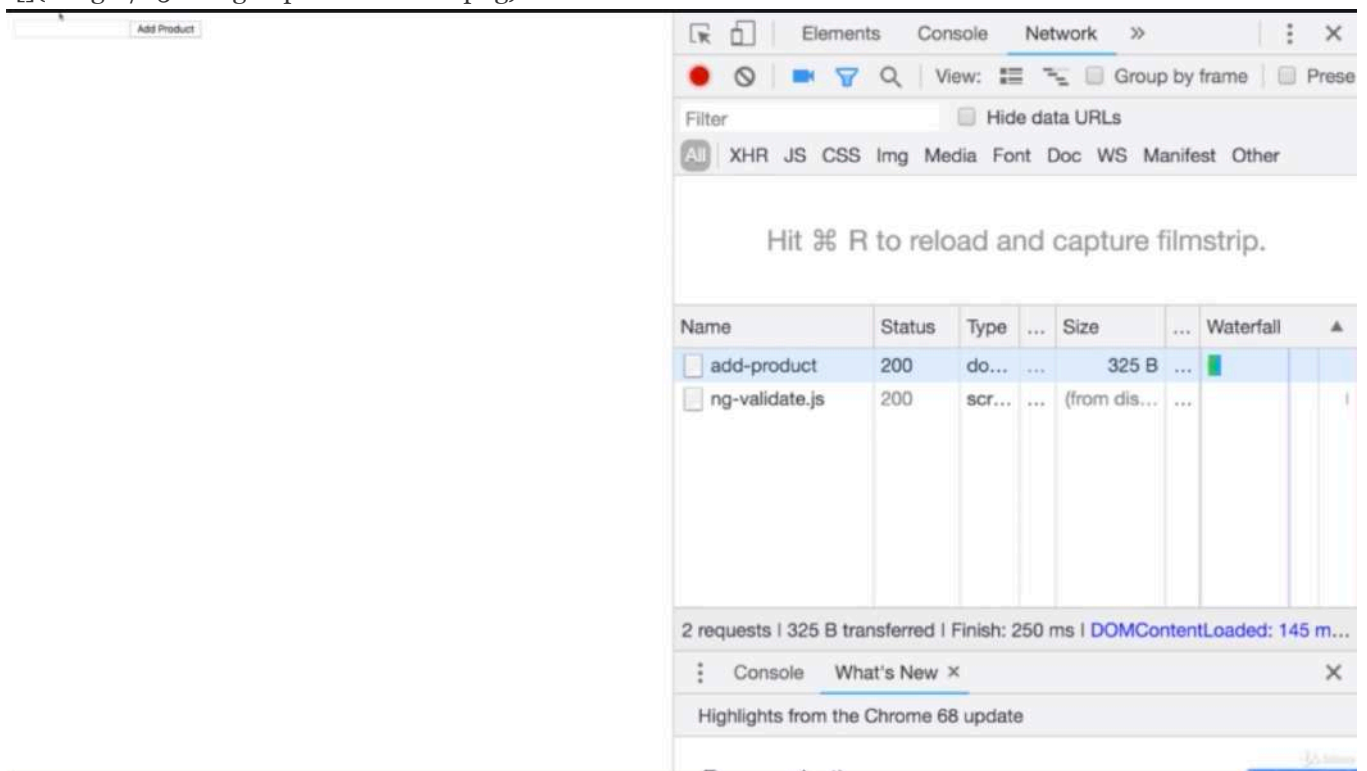 Add Product
Elements Console Network »
View: Group by frame Prese
Filter Hide data URLs
All XHR JS CSS Img Media Font Doc WS Manifest Other
Hit ⌘ R to reload and capture filmstrip.
Name Status Type ... Size ... Waterfall ▲
add-product 200 do... ... 325 B ...
ng-validate.js 200 scr... ... (from dis... ...
2 requests | 325 B transferred | Finish: 250 ms | DOMContentLoaded: 145 m...
Console What's New ×
Highlights from the Chrome 68 update